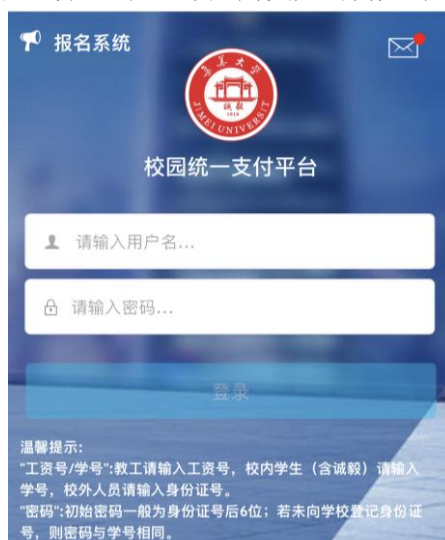 报名系统
集美大学
诚毅
1918
JIMEI UNIVERSITY
校园统一支付平台
请输入用户名...
请输入密码...
登录
温馨提示:
"工资号/学号":教工请输入工资号，校内学生（含诚毅）请输入
学号，校外人员请输入身份证号。
"密码":初始密码一般为身份证号后6位；若未向学校登记身份证
号，则密码与学号相同。